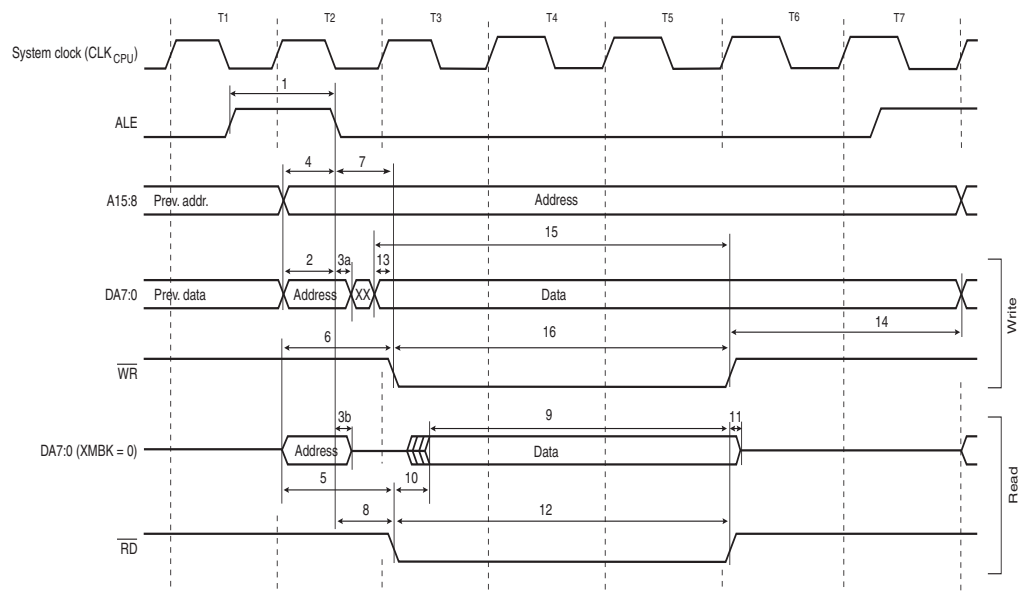 T1 T2 T3 T4 T5 T6 T7
System clock (CLKCPU)
1
ALE
4 7
A15:8 Prev. addr. Address
15
2 3a 13
DA7:0 Prev. data Address XX Data
Write
14
6 16
WR
3b 9 11
DA7:0 (XMBK = 0) Address Data
Read
5 10
8 12
RD